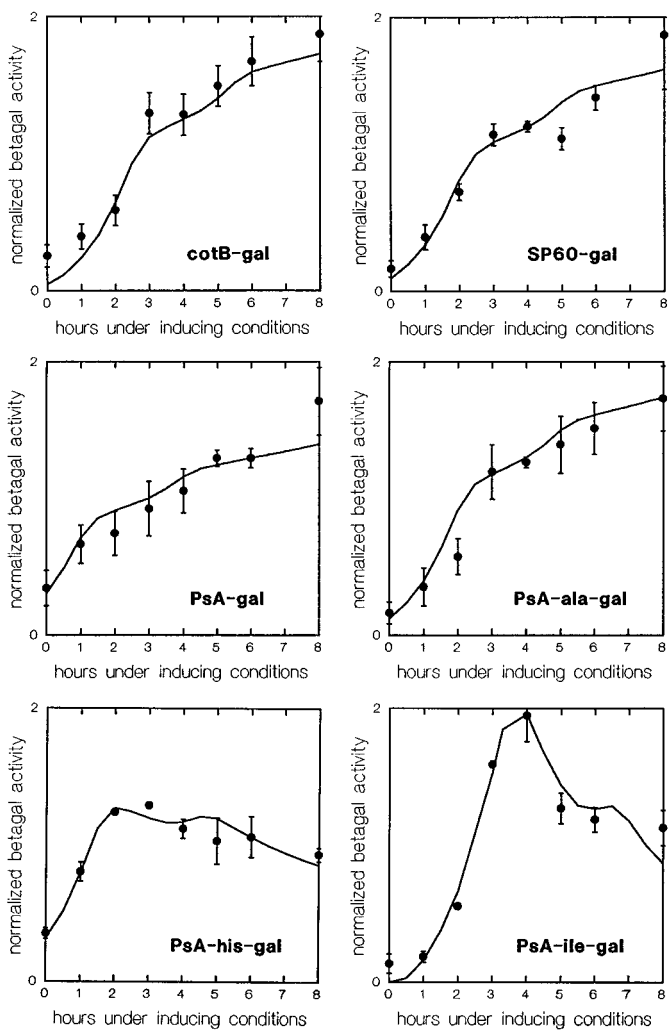 2
normalized betagal activity
cotB-gal
0
0 1 2 3 4 5 6 7 8
hours under inducing conditions
2
normalized betagal activity
SP60-gal
0
0 1 2 3 4 5 6 7 8
hours under inducing conditions
2
normalized betagal activity
PsA-gal
0
0 1 2 3 4 5 6 7 8
hours under inducing conditions
2
normalized betagal activity
PsA-ala-gal
0
0 1 2 3 4 5 6 7 8
hours under inducing conditions
2
normalized betagal activity
PsA-his-gal
0
0 1 2 3 4 5 6 7 8
hours under inducing conditions
2
normalized betagal activity
PsA-ile-gal
0
0 1 2 3 4 5 6 7 8
hours under inducing conditions